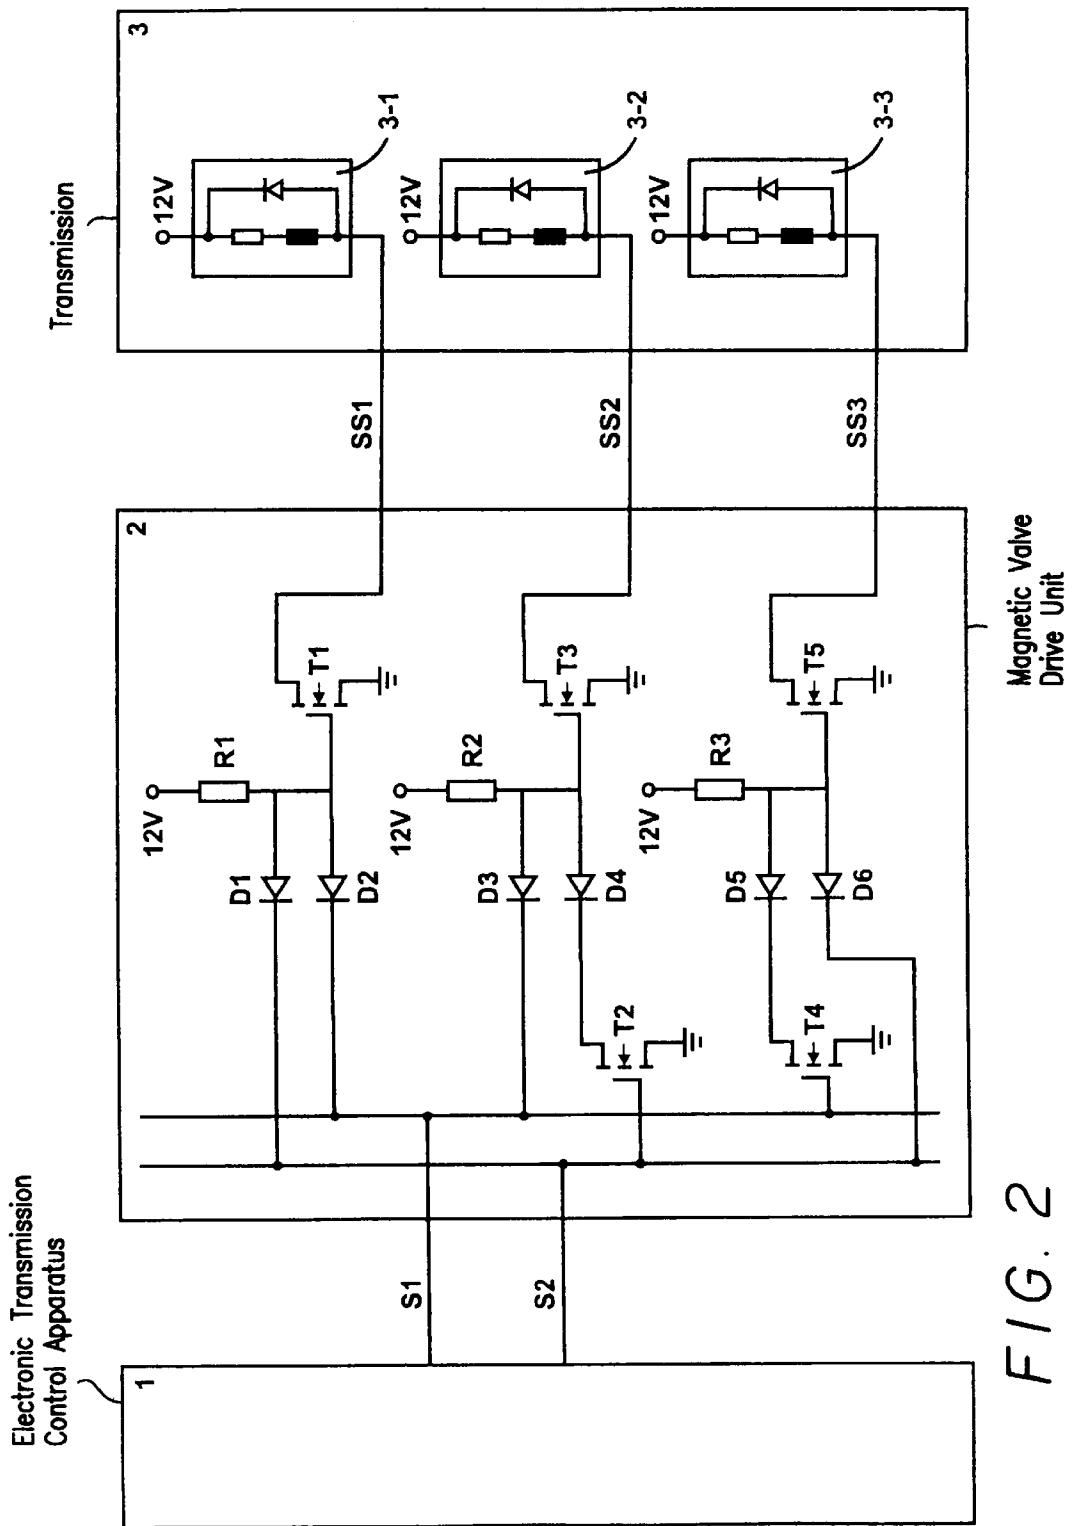 Electronic Transmission
Control Apparatus
1
S1
S2
2
12V
R1
D1
D2
T1
12V
R2
D3
D4
T2
T3
12V
R3
D5
D6
T4
T5
Magnetic Valve
Drive Unit
SS1
SS2
SS3
Transmission
3
12V
3-1
12V
3-2
12V
3-3
FIG. 2